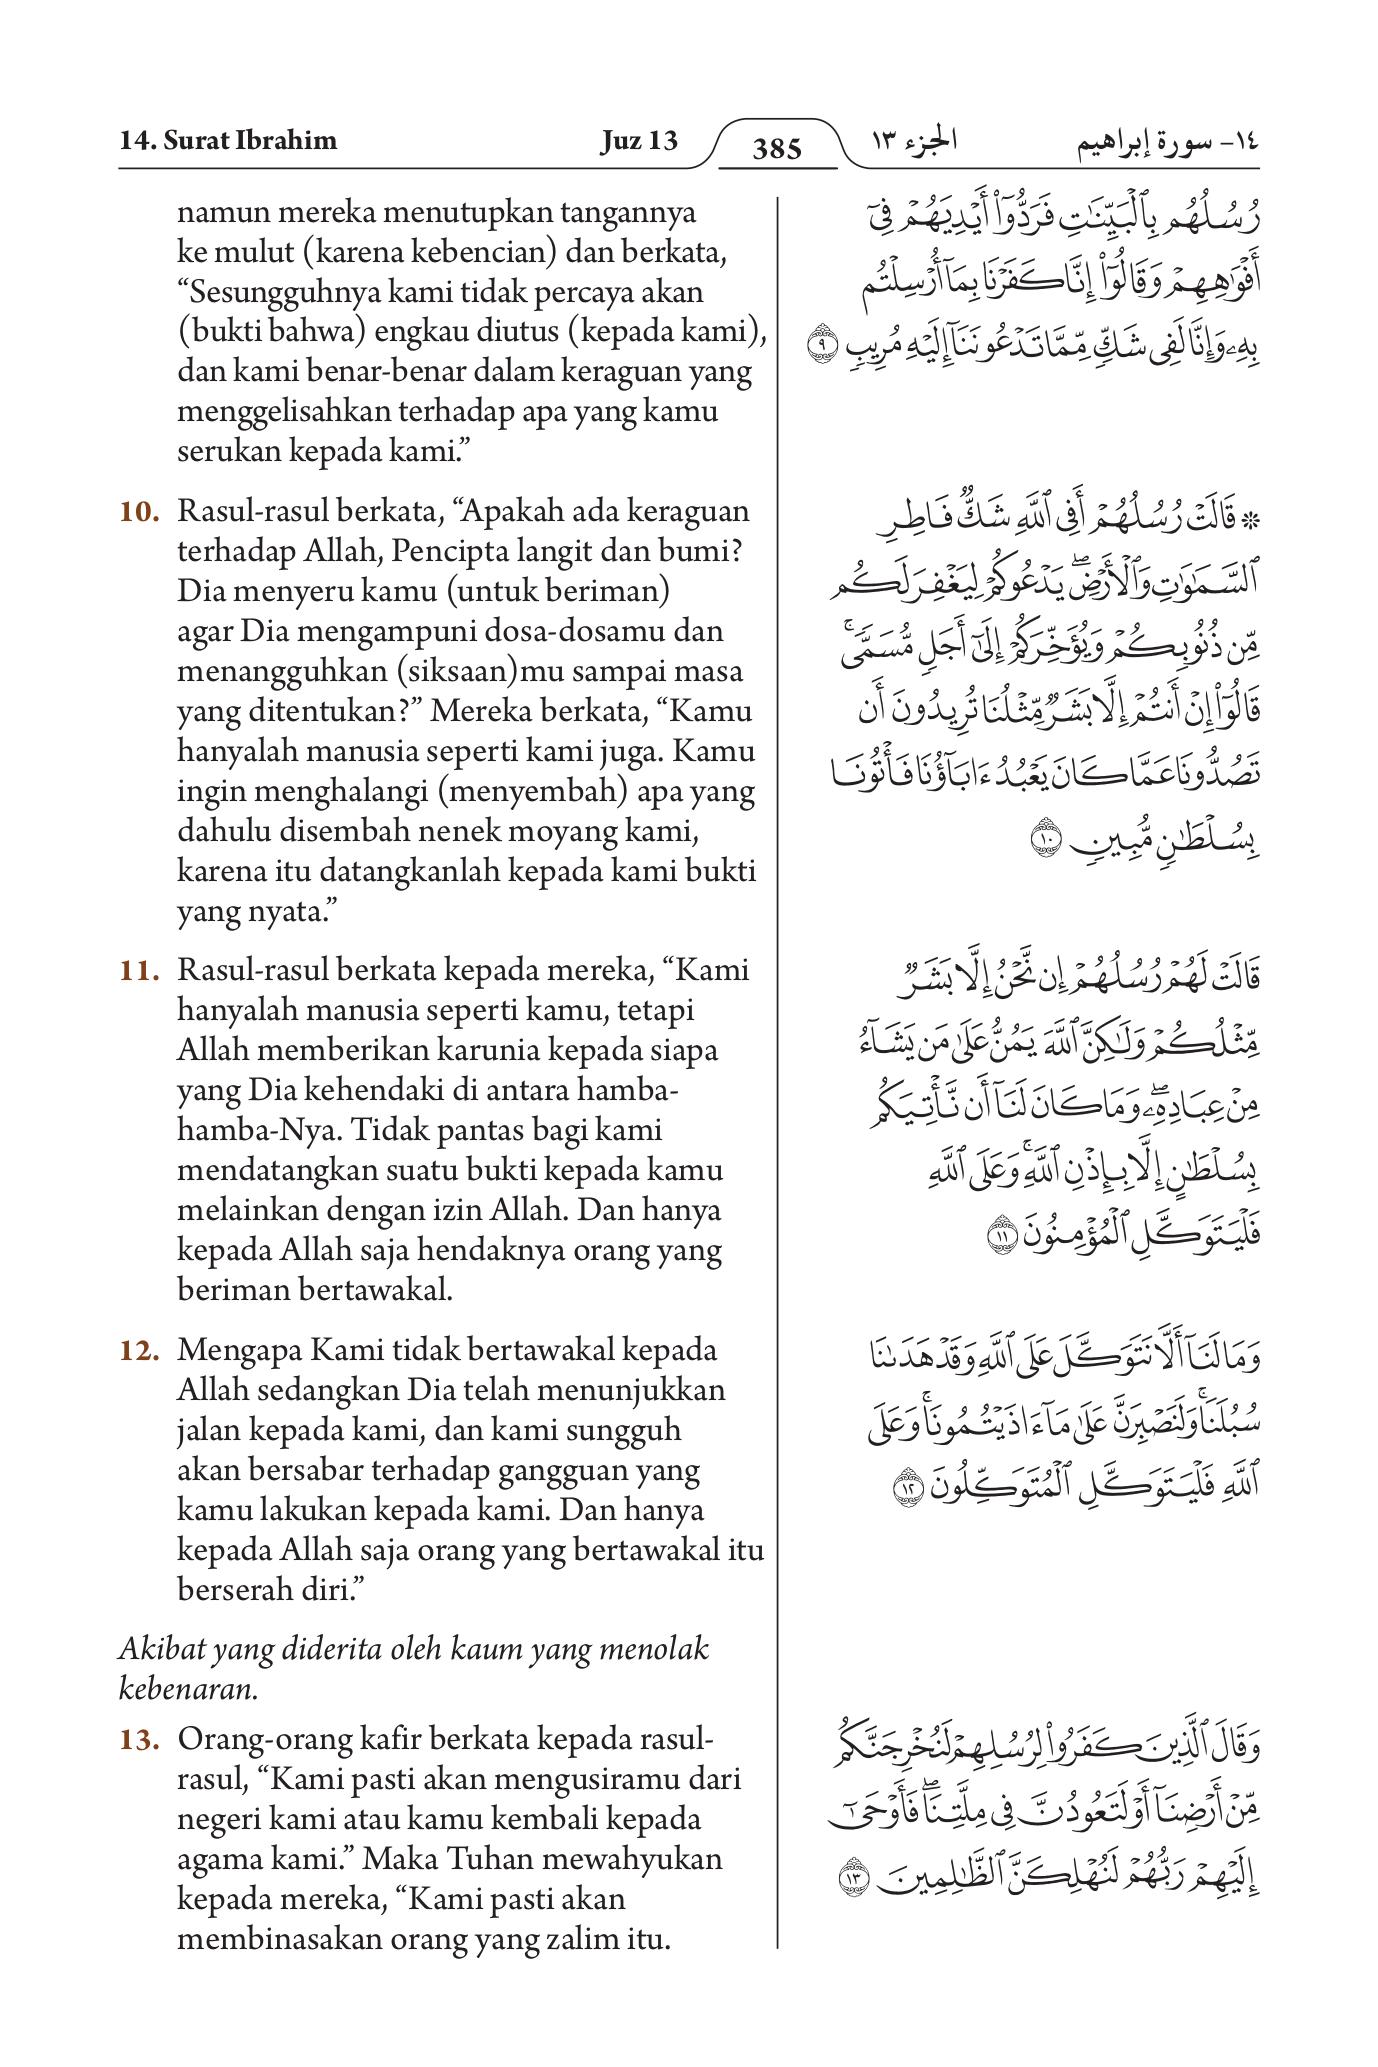 14. Surat Ibrahim Juz 13 385 الجزء ١٣ ١٤- سورة إبراهيم
namun mereka menutupkan tangannya
ke mulut (karena kebencian) dan berkata,
“Sesungguhnya kami tidak percaya akan
(bukti bahwa) engkau diutus (kepada kami),
dan kami benar-benar dalam keraguan yang
menggelisahkan terhadap apa yang kamu
serukan kepada kami.”
10. Rasul-rasul berkata, “Apakah ada keraguan
terhadap Allah, Pencipta langit dan bumi?
Dia menyeru kamu (untuk beriman)
agar Dia mengampuni dosa-dosamu dan
menangguhkan (siksaan)mu sampai masa
yang ditentukan?” Mereka berkata, “Kamu
hanyalah manusia seperti kami juga. Kamu
ingin menghalangi (menyembah) apa yang
dahulu disembah nenek moyang kami,
karena itu datangkanlah kepada kami bukti
yang nyata.”
11. Rasul-rasul berkata kepada mereka, “Kami
hanyalah manusia seperti kamu, tetapi
Allah memberikan karunia kepada siapa
yang Dia kehendaki di antara hamba-
hamba-Nya. Tidak pantas bagi kami
mendatangkan suatu bukti kepada kamu
melainkan dengan izin Allah. Dan hanya
kepada Allah saja hendaknya orang yang
beriman bertawakal.
12. Mengapa Kami tidak bertawakal kepada
Allah sedangkan Dia telah menunjukkan
jalan kepada kami, dan kami sungguh
akan bersabar terhadap gangguan yang
kamu lakukan kepada kami. Dan hanya
kepada Allah saja orang yang bertawakal itu
berserah diri.”
Akibat yang diderita oleh kaum yang menolak
kebenaran.
13. Orang-orang kafir berkata kepada rasul-
rasul, “Kami pasti akan mengusiramu dari
negeri kami atau kamu kembali kepada
agama kami.” Maka Tuhan mewahyukan
kepada mereka, “Kami pasti akan
membinasakan orang yang zalim itu.
رُسُلُهُم بِٱلْبَيِّنَٰتِ فَرَدُّوٓا۟ أَيْدِيَهُمْ فِىٓ
أَفْوَٰهِهِمْ وَقَالُوٓا۟ إِنَّا كَفَرْنَا بِمَآ أُرْسِلْتُم
بِهِۦ وَإِنَّا لَفِى شَكٍّ مِّمَّا تَدْعُونَنَآ إِلَيْهِ مُرِيبٍ ٩
۞ قَالَتْ رُسُلُهُمْ أَفِى ٱللَّهِ شَكٌّ فَاطِرِ
ٱلسَّمَٰوَٰتِ وَٱلْأَرْضِ ۖ يَدْعُوكُمْ لِيَغْفِرَ لَكُم
مِّن ذُنُوبِكُمْ وَيُؤَخِّرَكُمْ إِلَىٰٓ أَجَلٍ مُّسَمًّى ۚ
قَالُوٓا۟ إِنْ أَنتُمْ إِلَّا بَشَرٌ مِّثْلُنَا تُرِيدُونَ أَن
تَصُدُّونَا عَمَّا كَانَ يَعْبُدُ ءَابَآؤُنَا فَأْتُونَا
بِسُلْطَٰنٍ مُّبِينٍ ١٠
قَالَتْ لَهُمْ رُسُلُهُمْ إِن نَّحْنُ إِلَّا بَشَرٌ
مِّثْلُكُمْ وَلَٰكِنَّ ٱللَّهَ يَمُنُّ عَلَىٰ مَن يَشَآءُ
مِنْ عِبَادِهِۦ ۖ وَمَا كَانَ لَنَآ أَن نَّأْتِيَكُم
بِسُلْطَٰنٍ إِلَّا بِإِذْنِ ٱللَّهِ ۚ وَعَلَى ٱللَّهِ
فَلْيَتَوَكَّلِ ٱلْمُؤْمِنُونَ ١١
وَمَا لَنَآ أَلَّا نَتَوَكَّلَ عَلَى ٱللَّهِ وَقَدْ هَدَىٰنَا
سُبُلَنَا ۚ وَلَنَصْبِرَنَّ عَلَىٰ مَآ ءَاذَيْتُمُونَا ۚ وَعَلَى
ٱللَّهِ فَلْيَتَوَكَّلِ ٱلْمُتَوَكِّلُونَ ١٢
وَقَالَ ٱلَّذِينَ كَفَرُوا۟ لِرُسُلِهِمْ لَنُخْرِجَنَّكُم
مِّنْ أَرْضِنَآ أَوْ لَتَعُودُنَّ فِى مِلَّتِنَا ۖ فَأَوْحَىٰٓ
إِلَيْهِمْ رَبُّهُمْ لَنُهْلِكَنَّ ٱلظَّٰلِمِينَ ١٣